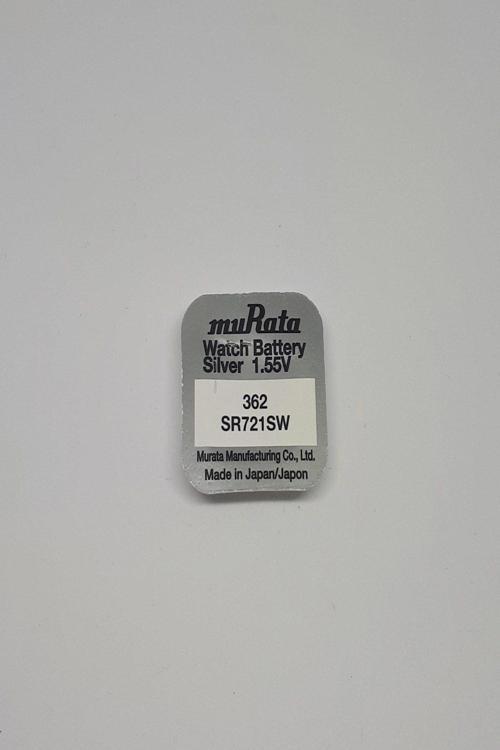 muRata
Watch Battery
Silver 1.55V
362
SR721SW
Murata Manufacturing Co., Ltd.
Made in Japan/Japon